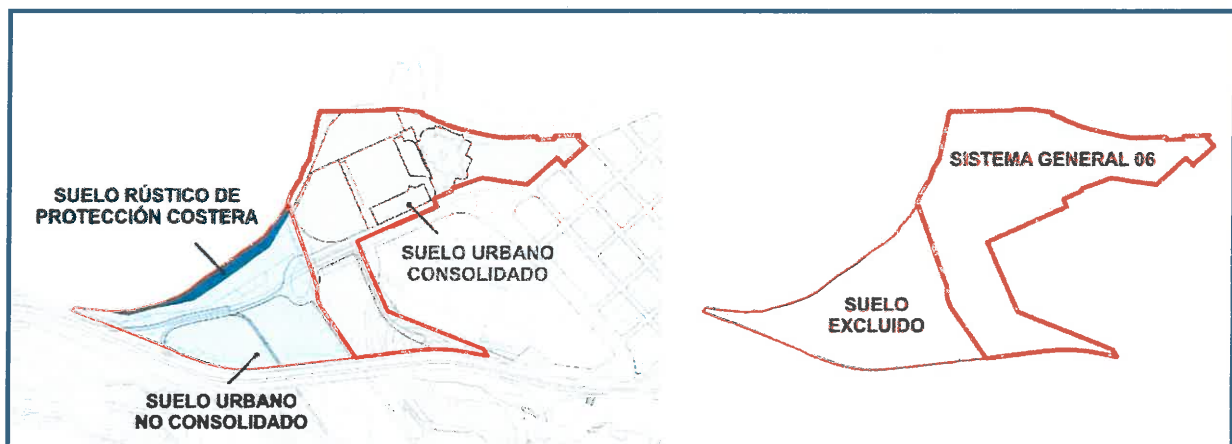 SUELO RÚSTICO DE
PROTECCIÓN COSTERA
SUELO URBANO
CONSOLIDADO
SUELO URBANO
NO CONSOLIDADO
SISTEMA GENERAL 06
SUELO
EXCLUIDO